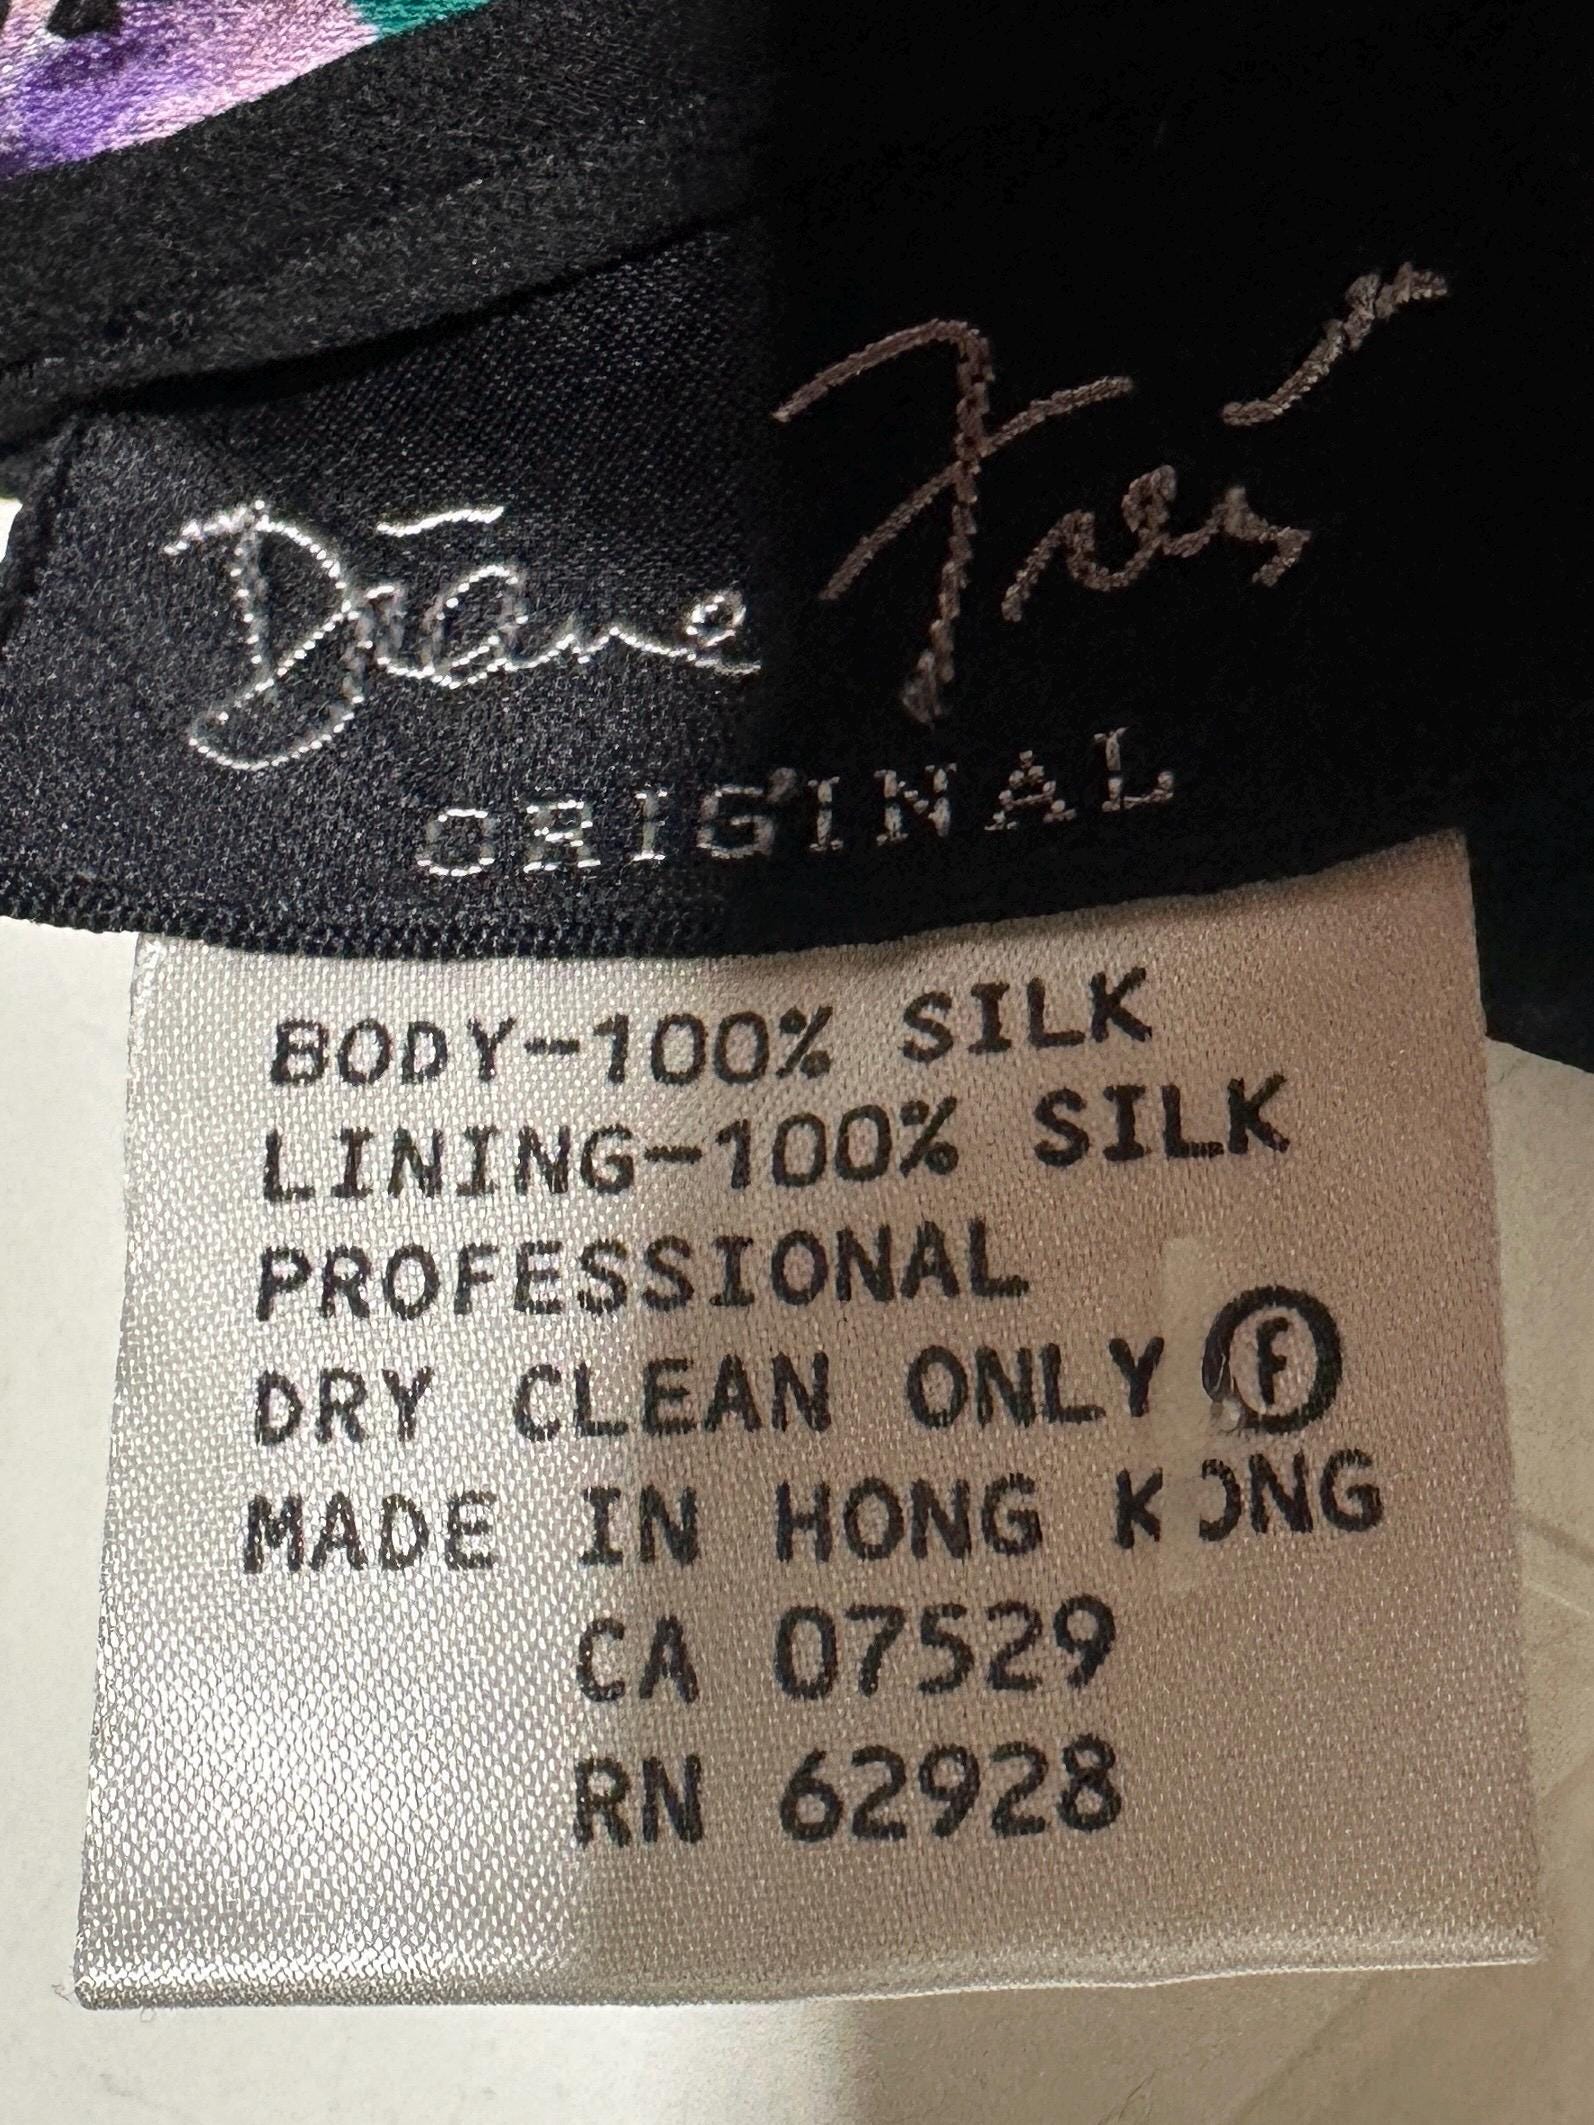 Diane Freis
ORIGINAL
BODY-100% SILK
LINING-100% SILK
PROFESSIONAL
DRY CLEAN ONLY Ⓕ
MADE IN HONG KONG
CA 07529
RN 62928